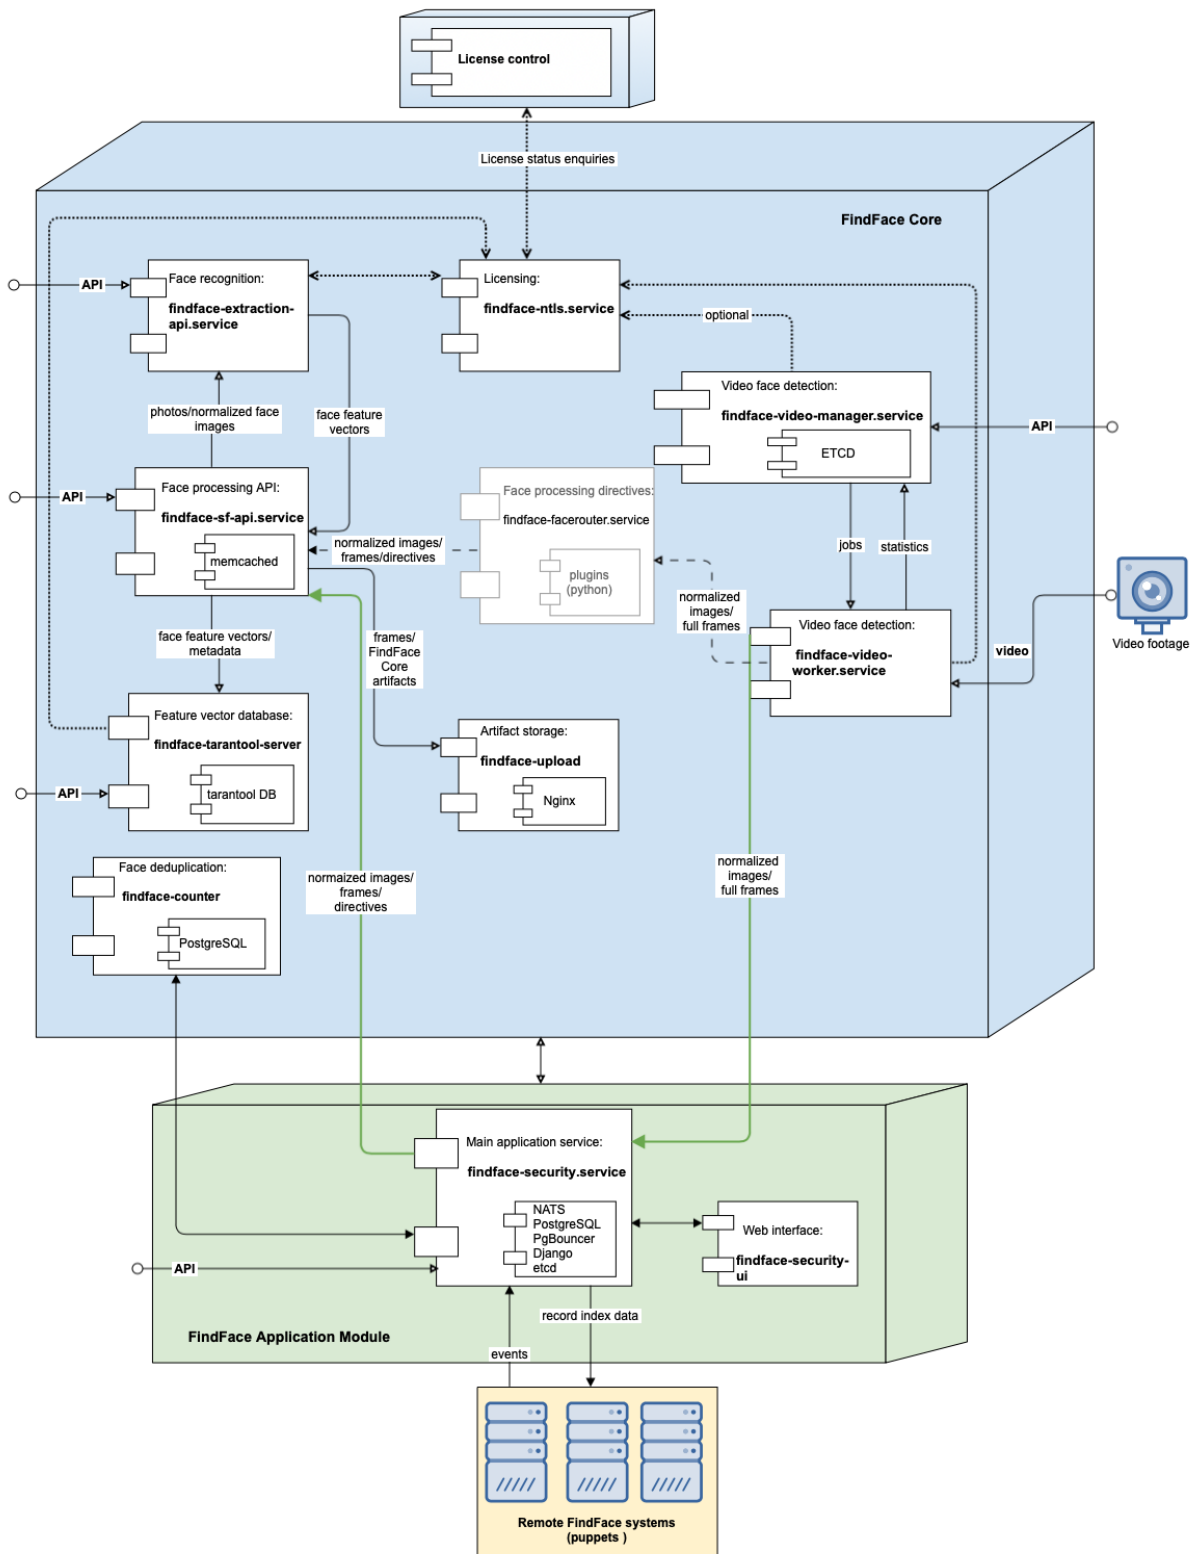 License control
License status enquiries
FindFace Core
API
Face recognition:
findface-extraction-
api.service
Licensing:
findface-ntls.service
optional
Video face detection:
findface-video-manager.service
ETCD
API
photos/normalized face
images
face feature
vectors
API
Face processing API:
findface-sf-api.service
memcached
normalized images/
frames/directives
Face processing directives:
findface-facerouter.service
plugins
(python)
jobs
statistics
normalized
images/
full frames
Video face detection:
findface-video-
worker.service
video
Video footage
face feature vectors/
metadata
frames/
FindFace
Core
artifacts
Feature vector database:
findface-tarantool-server
tarantool DB
API
Artifact storage:
findface-upload
Nginx
Face deduplication:
findface-counter
PostgreSQL
normaized images/
frames/
directives
normalized
images/
full frames
Main application service:
findface-security.service
NATS
PostgreSQL
PgBouncer
Django
etcd
Web interface:
findface-security-
ui
API
record index data
FindFace Application Module
events
Remote FindFace systems
(puppets )